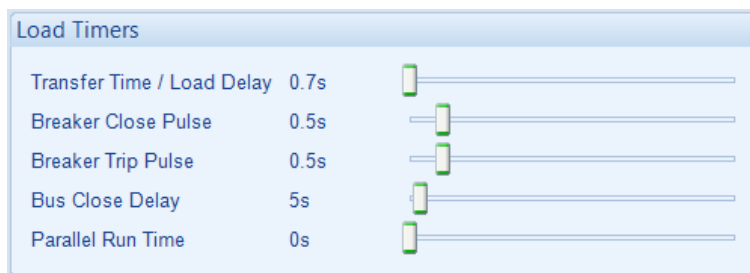 Load Timers
Transfer Time / Load Delay 0.7s
Breaker Close Pulse 0.5s
Breaker Trip Pulse 0.5s
Bus Close Delay 5s
Parallel Run Time 0s